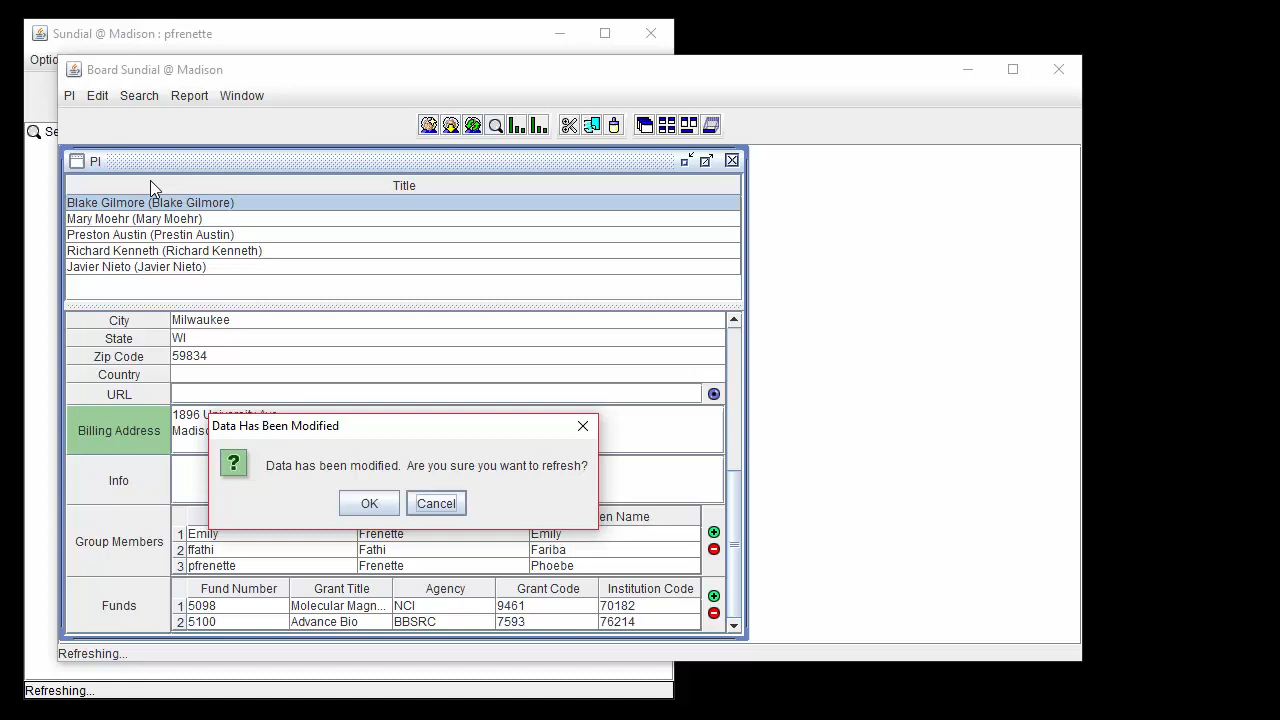 Sundial @ Madison : pfrenette
Optio
Board Sundial @ Madison
PI Edit Search Report Window
Se
PI
Title
Blake Gilmore (Blake Gilmore)
Mary Moehr (Mary Moehr)
Preston Austin (Prestin Austin)
Richard Kenneth (Richard Kenneth)
Javier Nieto (Javier Nieto)
City Milwaukee
State WI
Zip Code 59834
Country
URL
Billing Address
1896 University Ave
Madiso
Data Has Been Modified
? Data has been modified. Are you sure you want to refresh?
OK Cancel
Info
en Name
Group Members
1 Emily Frenette Emily
2 ffathi Fathi Fariba
3 pfrenette Frenette Phoebe
Funds
Fund Number Grant Title Agency Grant Code Institution Code
1 5098 Molecular Magn... NCI 9461 70182
2 5100 Advance Bio BBSRC 7593 76214
Refreshing...
Refreshing...